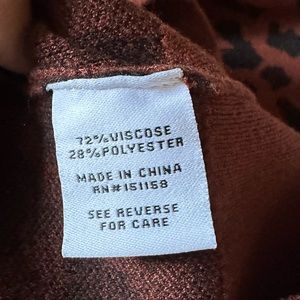 72%VISCOSE
28%POLYESTER
MADE IN CHINA
RN#151158
SEE REVERSE
FOR CARE